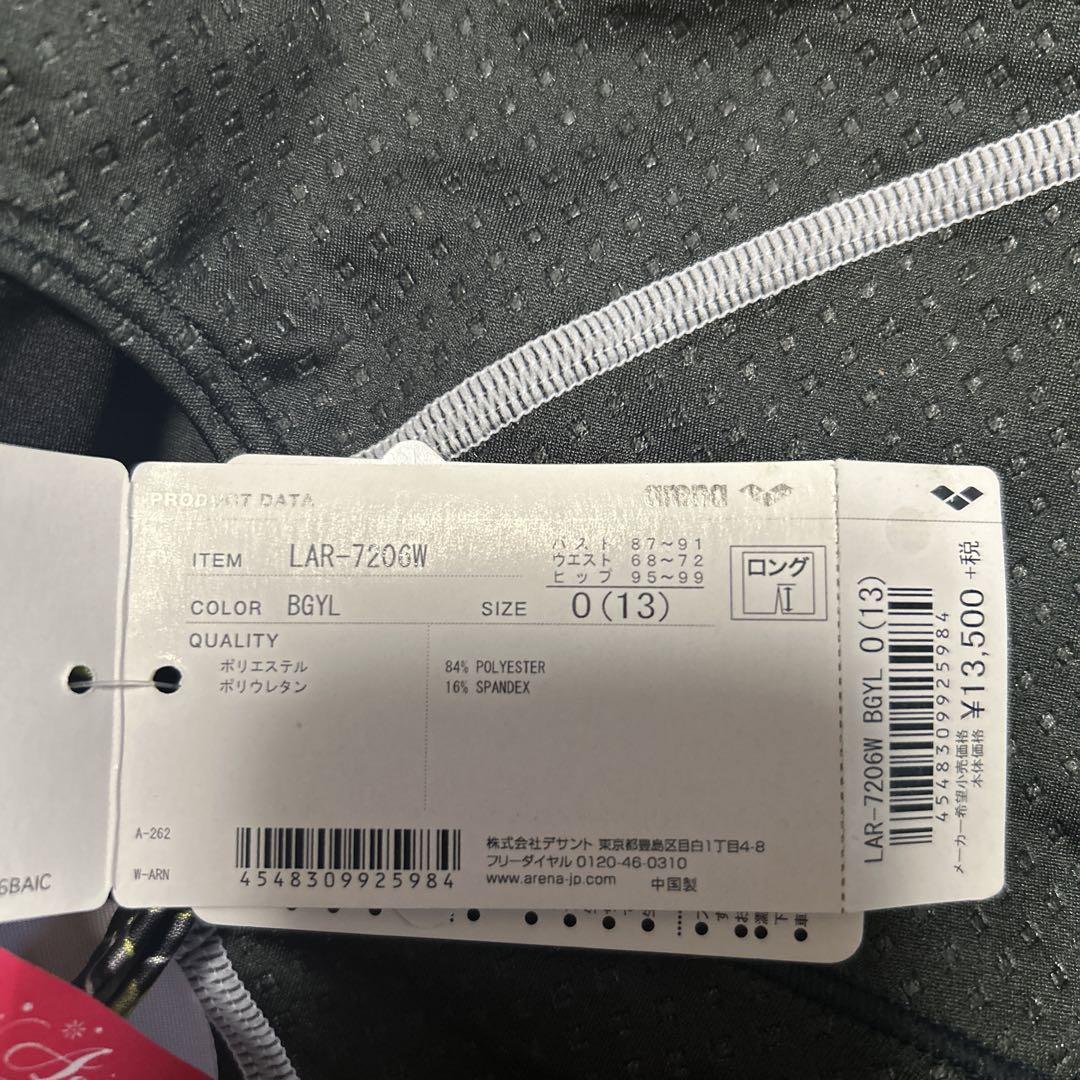 PRODUCT DATA
arena
ITEM LAR-7206W
バスト 87~91
ウエスト 68~72
ヒップ 95~99
ロング
COLOR BGYL
SIZE O(13)
QUALITY
ポリエステル 84% POLYESTER
ポリウレタン 16% SPANDEX
A-262
W-ARN
4548309925984
株式会社デサント 東京都豊島区目白1丁目4-8
フリーダイヤル 0120-46-0310
www.arena-jp.com 中国製
LAR-7206W BGYL O(13)
4548309925984
メーカー希望小売価格
本体価格 ¥13,500+税
6BAIC